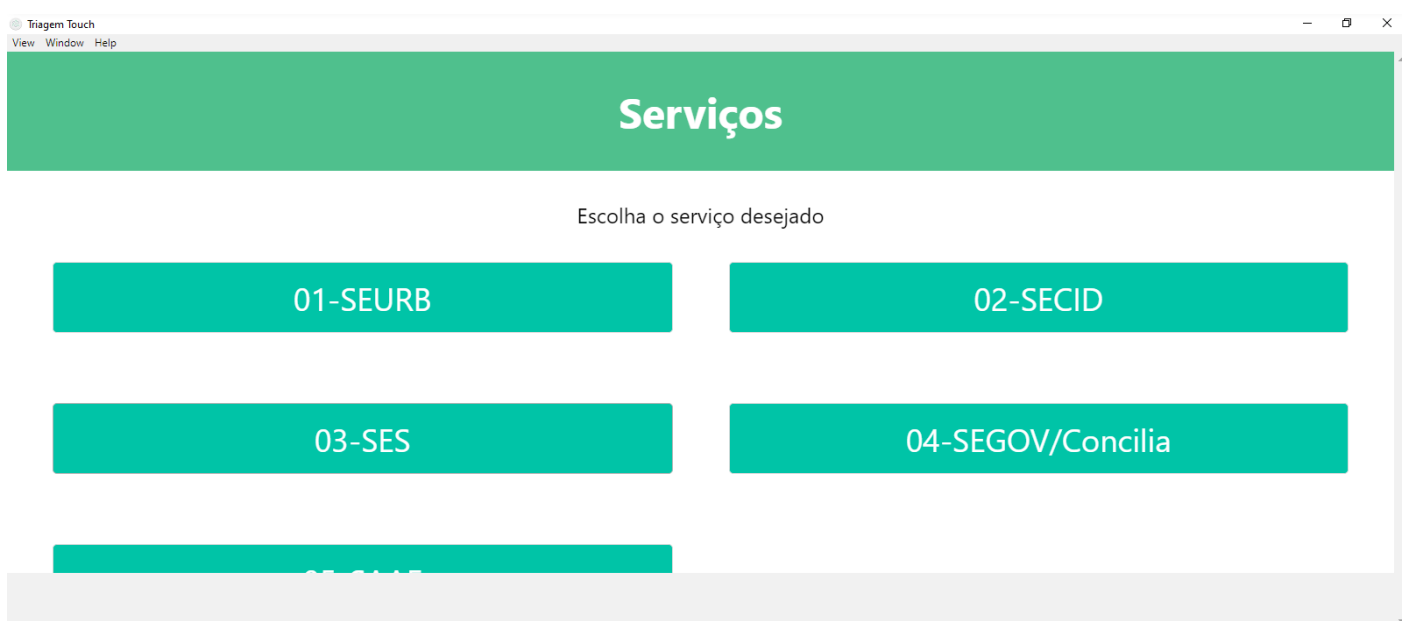 Triagem Touch
View Window Help
Serviços
Escolha o serviço desejado
01-SEURB
02-SECID
03-SES
04-SEGOV/Concilia